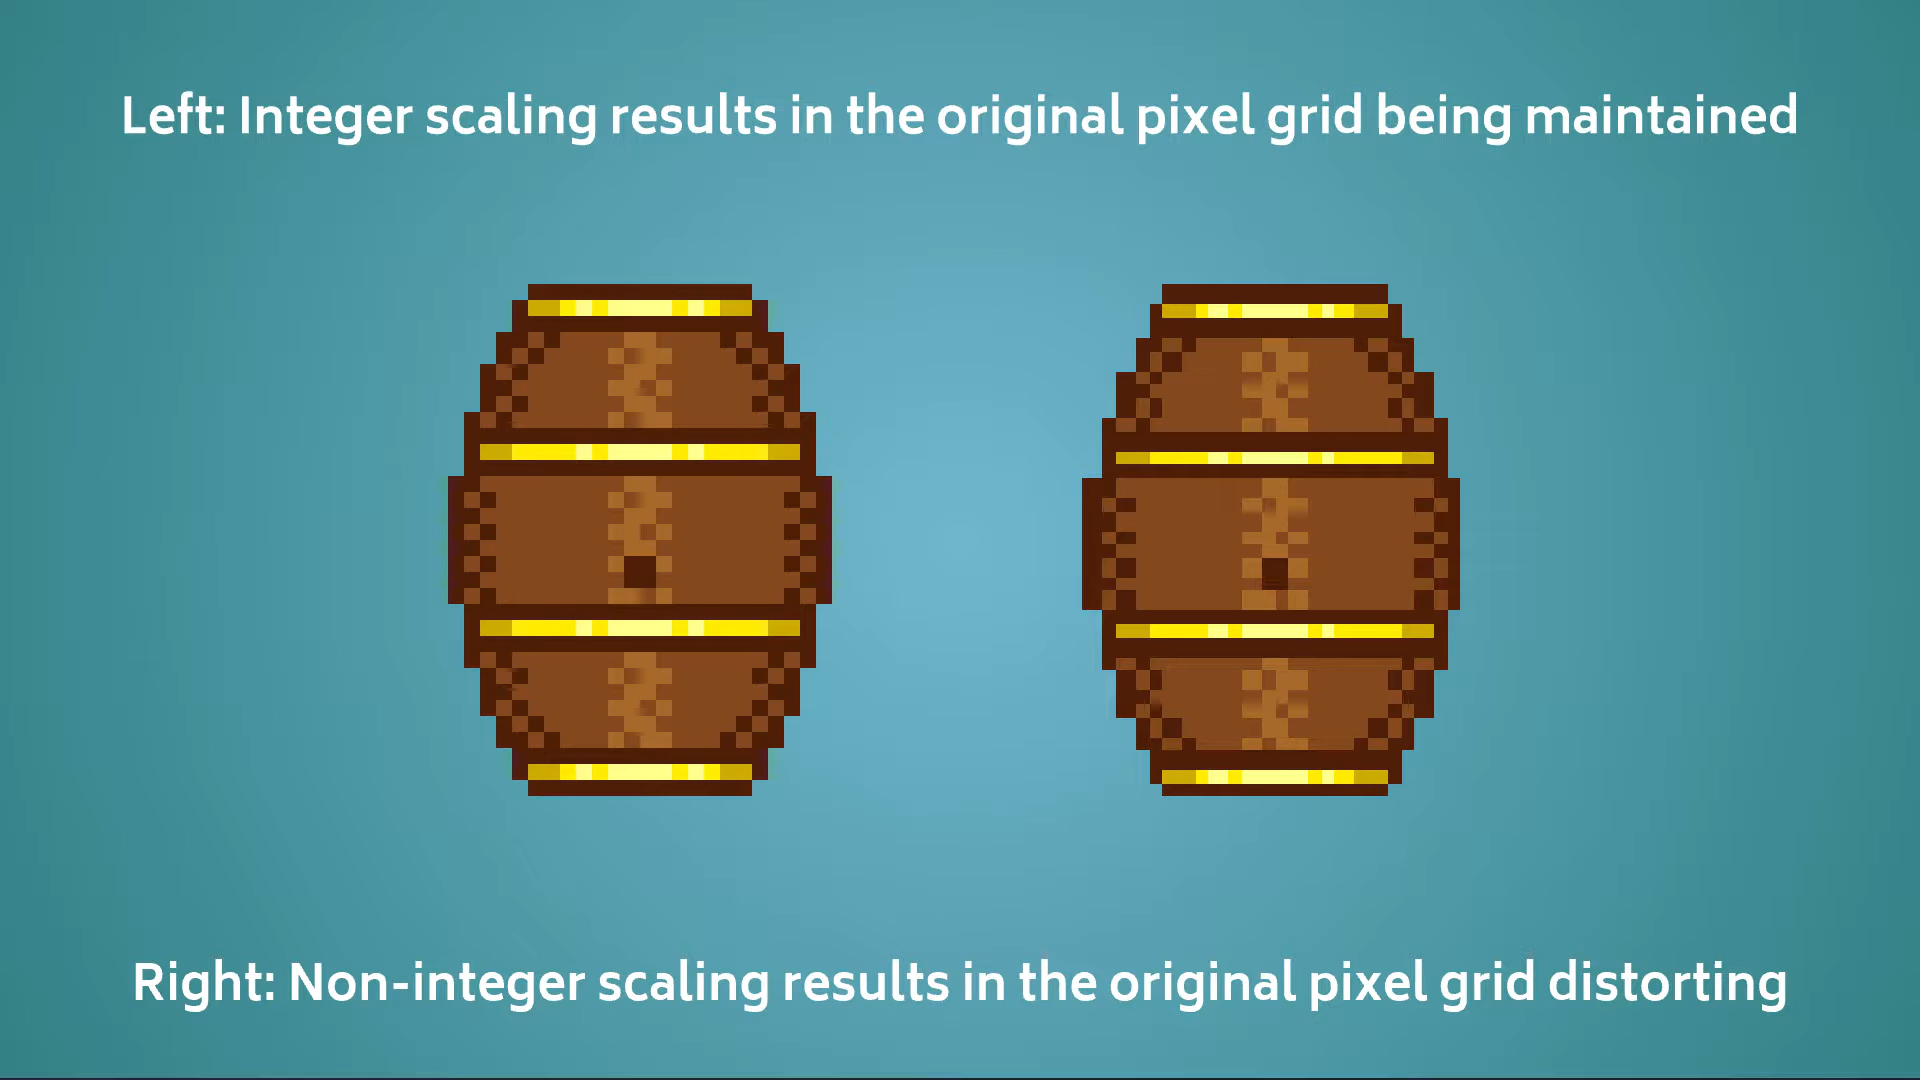 Left: Integer scaling results in the original pixel grid being maintained
Right: Non-integer scaling results in the original pixel grid distorting